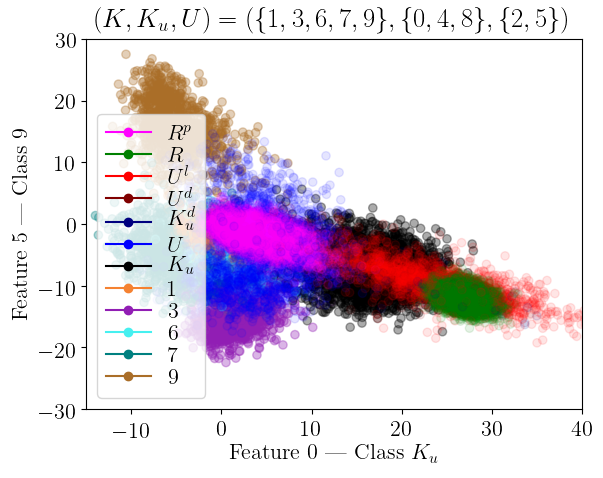 (K, K_u, U) = ({1, 3, 6, 7, 9}, {0, 4, 8}, {2, 5})
30
20
10
0
−10
−20
−30
Feature 5 — Class 9
R^p
R
U^l
U^d
K_u^d
U
K_u
1
3
6
7
9
−10
0
10
20
30
40
Feature 0 — Class K_u